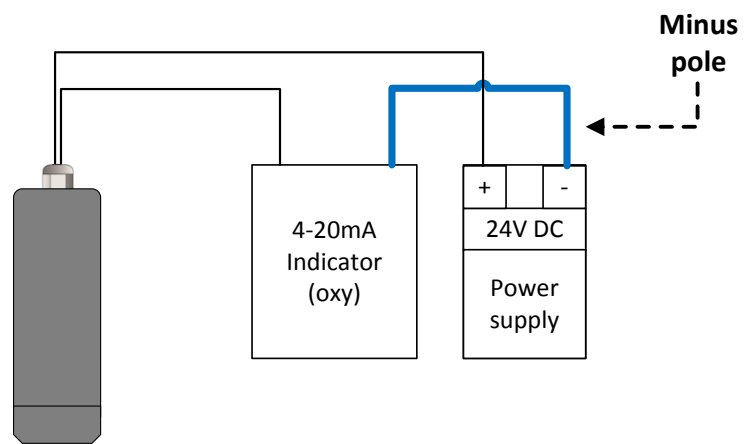 Minus
pole
+ -
24V DC
4-20mA
Indicator
(oxy)
Power
supply